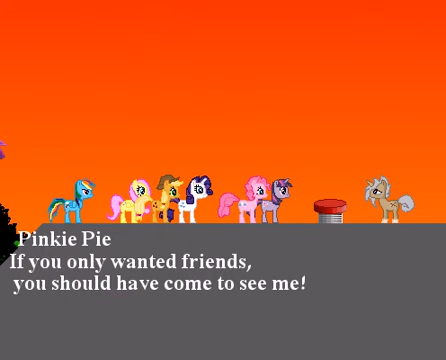 Pinkie Pie
If you only wanted friends,
you should have come to see me!